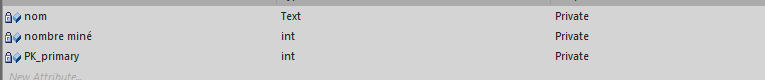 nom Text Private
nombre miné int Private
PK_primary int Private
New Attribute...